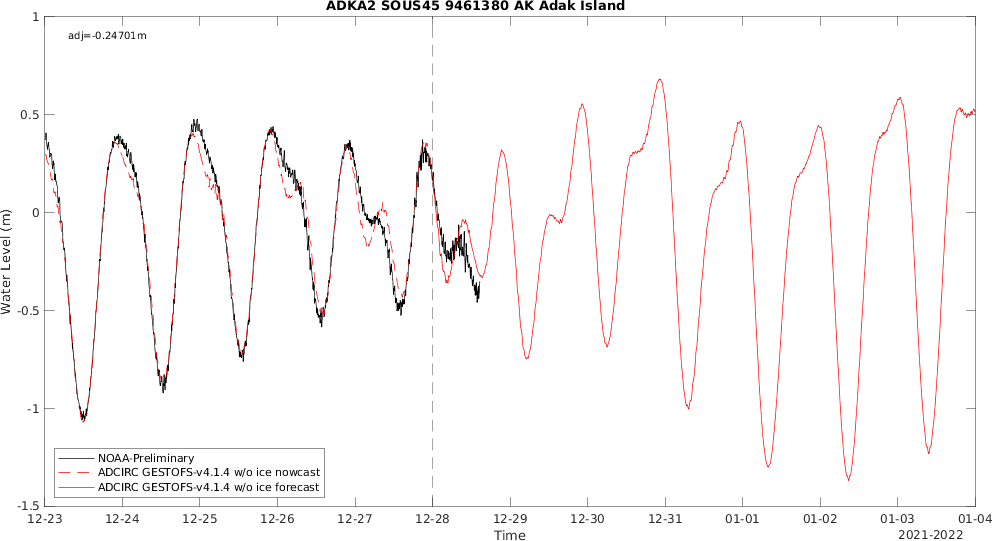 ADKA2 SOUS45 9461380 AK Adak Island
adj=-0.24701m
Water Level (m)
1
0.5
0
-0.5
-1
-1.5
NOAA-Preliminary
ADCIRC GESTOFS-v4.1.4 w/o ice nowcast
ADCIRC GESTOFS-v4.1.4 w/o ice forecast
12-23 12-24 12-25 12-26 12-27 12-28 12-29 12-30 12-31 01-01 01-02 01-03 01-04
Time
2021-2022